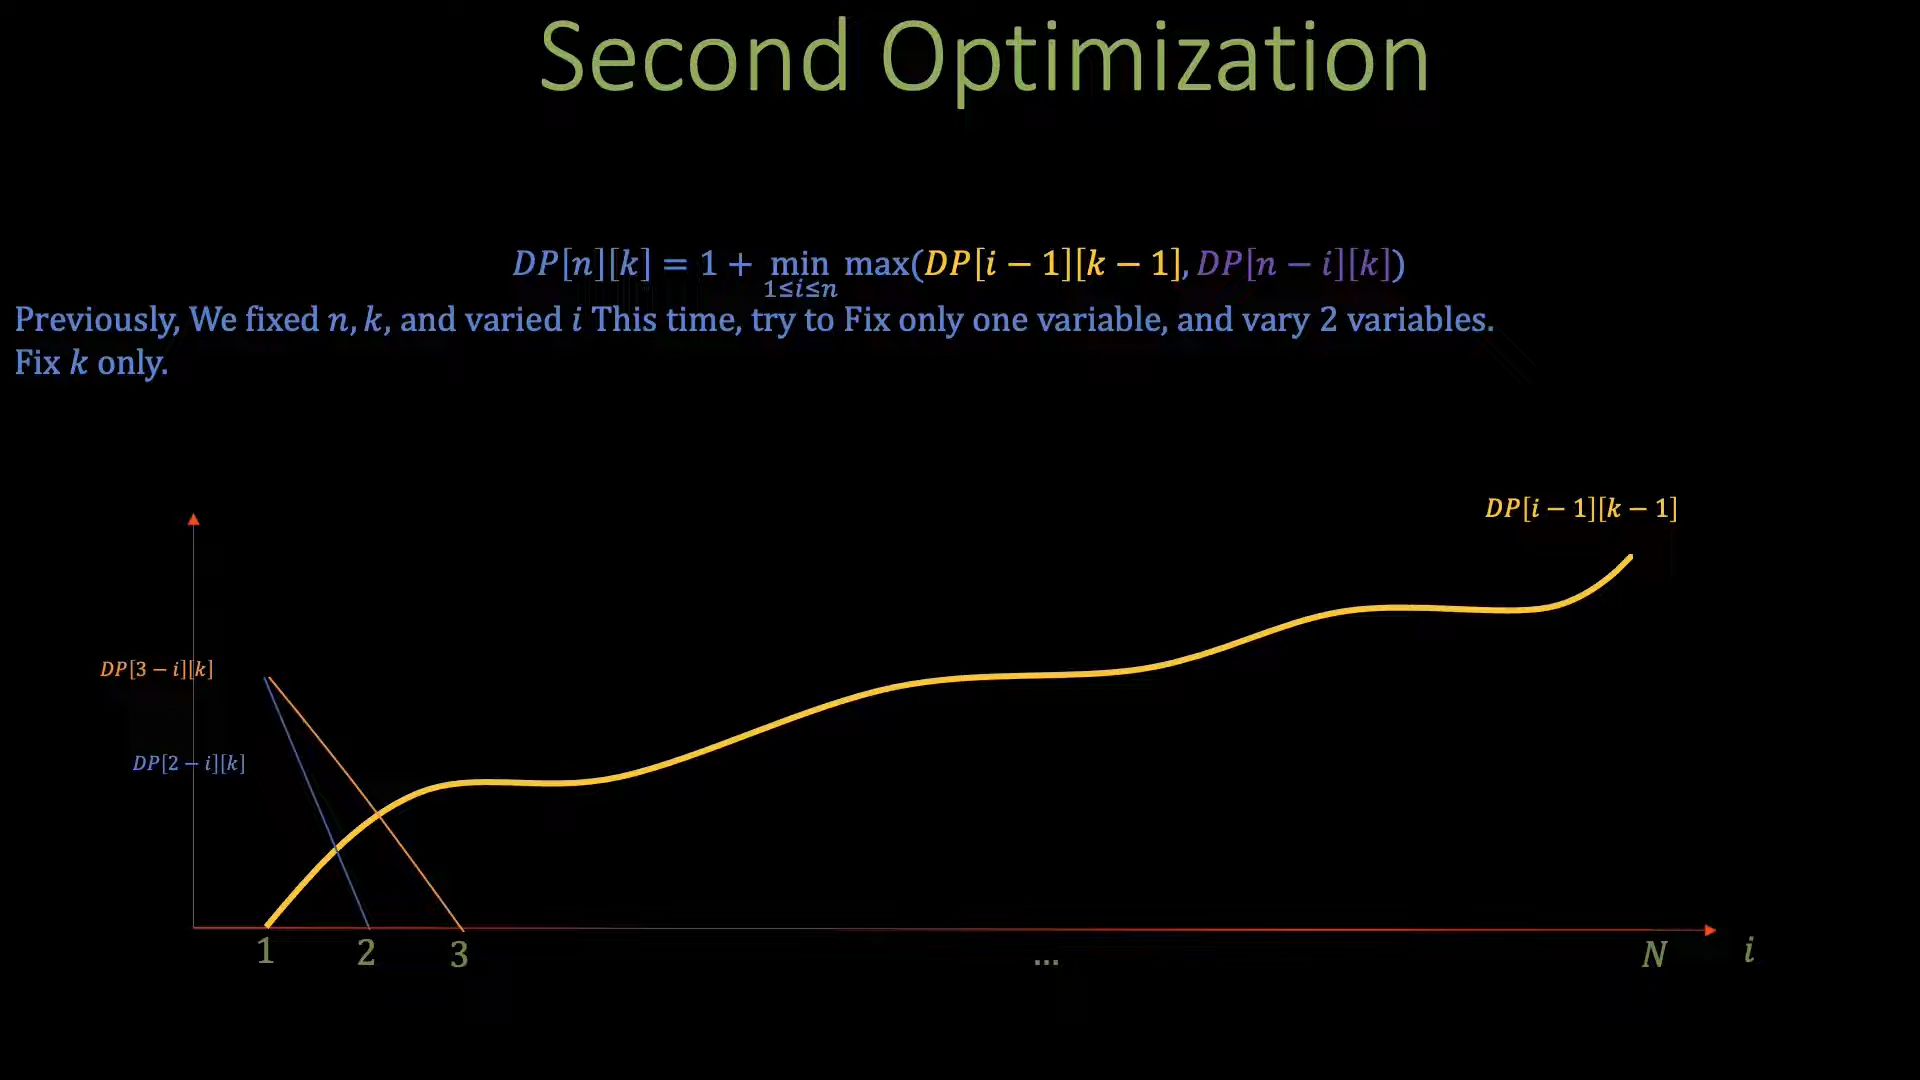 Second Optimization
DP[n][k] = 1 + min max(DP[i − 1][k − 1], DP[n − i][k])
1≤i≤n
Previously, We fixed n, k, and varied i This time, try to Fix only one variable, and vary 2 variables.
Fix k only.
DP[i − 1][k − 1]
DP[3 − i][k]
DP[2 − i][k]
1 2 3 ... N i